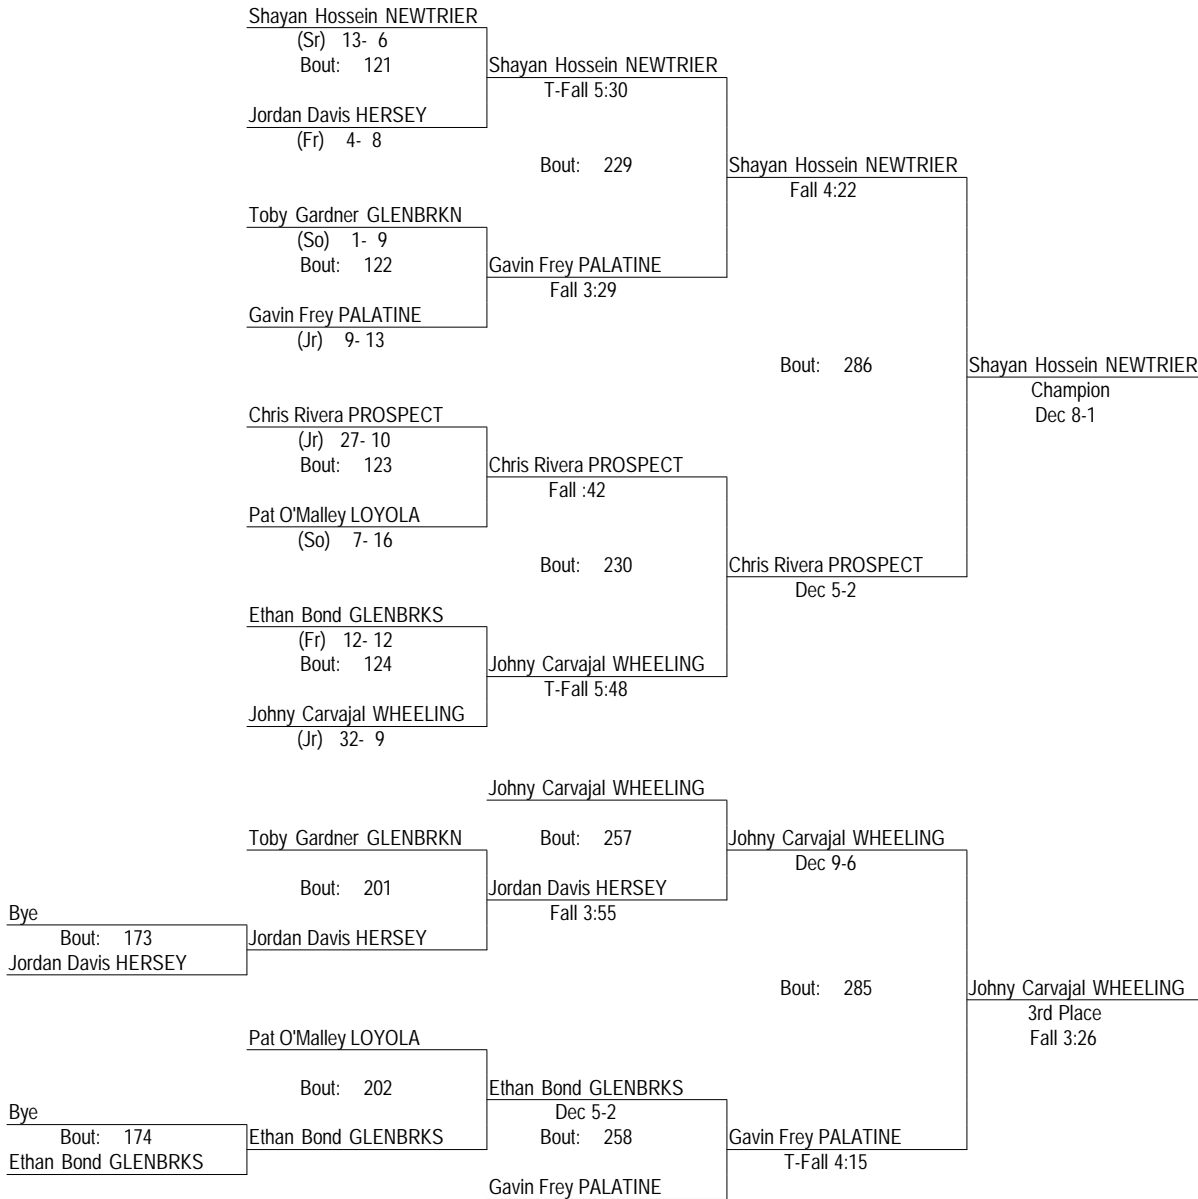 Shayan Hossein NEWTRIER
(Sr) 13- 6
Bout: 121
Shayan Hossein NEWTRIER
T-Fall 5:30
Jordan Davis HERSEY
(Fr) 4- 8
Bout: 229
Shayan Hossein NEWTRIER
Fall 4:22
Toby Gardner GLENBRKN
(So) 1- 9
Bout: 122
Gavin Frey PALATINE
Fall 3:29
Gavin Frey PALATINE
(Jr) 9- 13
Bout: 286
Shayan Hossein NEWTRIER
Champion
Dec 8-1
Chris Rivera PROSPECT
(Jr) 27- 10
Bout: 123
Chris Rivera PROSPECT
Fall :42
Pat O'Malley LOYOLA
(So) 7- 16
Bout: 230
Chris Rivera PROSPECT
Dec 5-2
Ethan Bond GLENBRKS
(Fr) 12- 12
Bout: 124
Johny Carvajal WHEELING
T-Fall 5:48
Johny Carvajal WHEELING
(Jr) 32- 9
Johny Carvajal WHEELING
Toby Gardner GLENBRKN
Bout: 257
Johny Carvajal WHEELING
Dec 9-6
Bout: 201
Jordan Davis HERSEY
Fall 3:55
Bye
Bout: 173
Jordan Davis HERSEY
Jordan Davis HERSEY
Bout: 285
Johny Carvajal WHEELING
3rd Place
Fall 3:26
Pat O'Malley LOYOLA
Bout: 202
Ethan Bond GLENBRKS
Dec 5-2
Bye
Bout: 174
Ethan Bond GLENBRKS
Ethan Bond GLENBRKS
Bout: 258
Gavin Frey PALATINE
T-Fall 4:15
Gavin Frey PALATINE